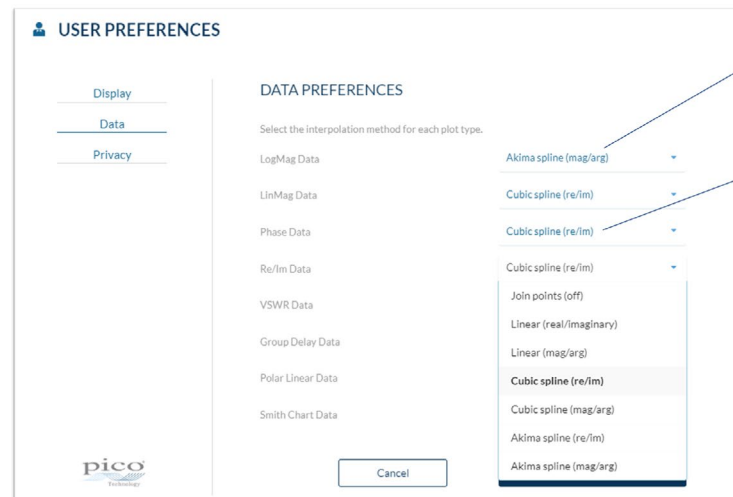 USER PREFERENCES
Display
Data
Privacy
DATA PREFERENCES
Select the interpolation method for each plot type.
LogMag Data
Akima spline (mag/arg)
LinMag Data
Cubic spline (re/im)
Phase Data
Cubic spline (re/im)
Re/Im Data
Cubic spline (re/im)
VSWR Data
Group Delay Data
Polar Linear Data
Smith Chart Data
Join points (off)
Linear (real/imaginary)
Linear (mag/arg)
Cubic spline (re/im)
Cubic spline (mag/arg)
Akima spline (re/im)
Akima spline (mag/arg)
pico
Technology
Cancel